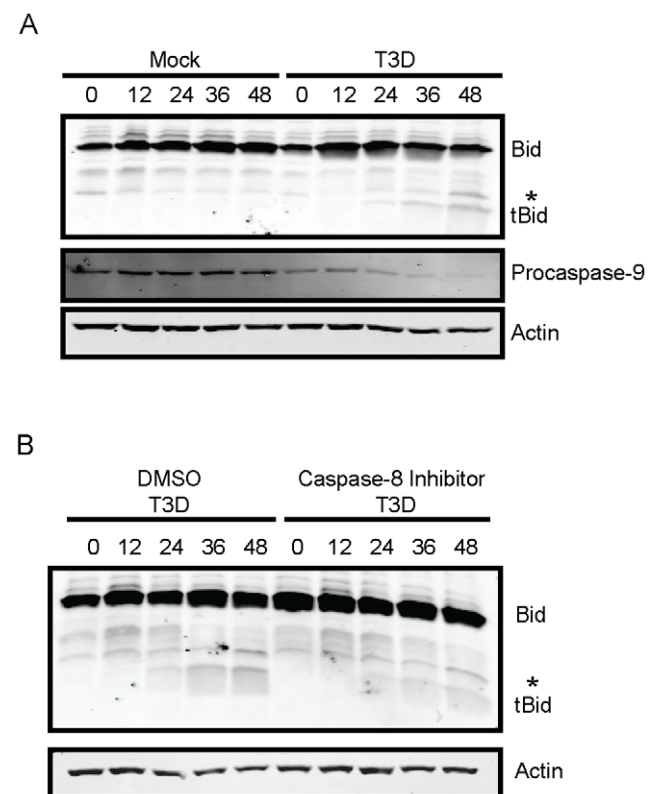 A
Mock T3D
0 12 24 36 48 0 12 24 36 48
Bid
*
tBid
Procaspase-9
Actin
B
DMSO Caspase-8 Inhibitor
T3D T3D
0 12 24 36 48 0 12 24 36 48
Bid
*
tBid
Actin